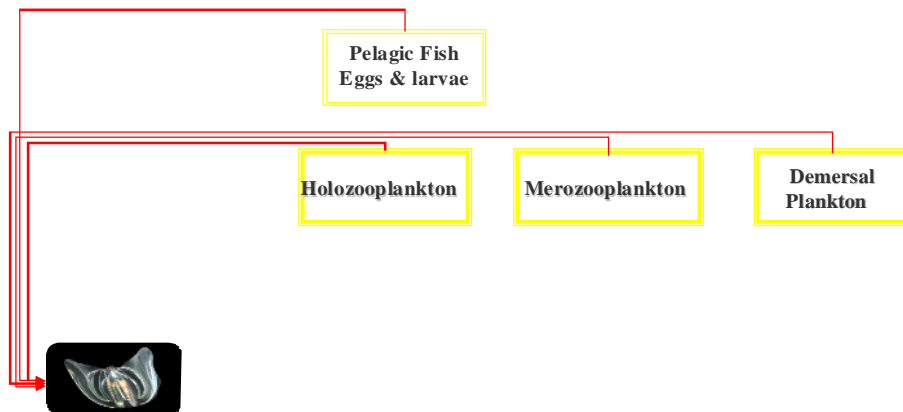 Pelagic Fish
Eggs & larvae
Holozooplankton
Merozooplankton
Demersal
Plankton